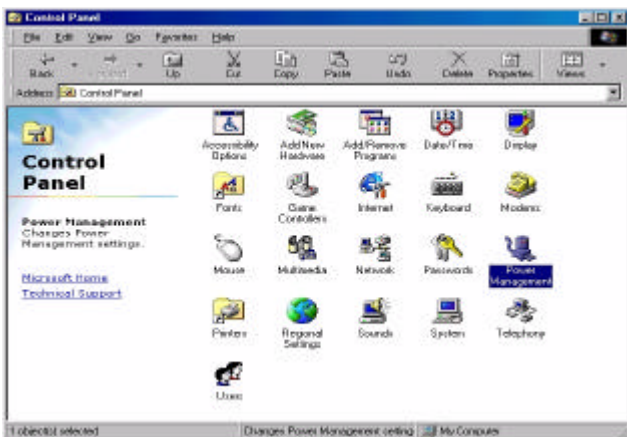 Control Panel
File Edit View Go Favorites Help
Back Forward Up Cut Copy Paste Undo Delete Properties Views
Address Control Panel
Control
Panel
Power Management
Changes Power
Management settings.
Microsoft Home
Technical Support
Accessibility
Options
Add New
Hardware
Add/Remove
Programs
Date/Time
Display
Fonts
Game
Controllers
Internet
Keyboard
Modems
Mouse
Multimedia
Network
Passwords
Power
Management
Printers
Regional
Settings
Sounds
System
Telephony
Users
1 object(s) selected
Changes Power Management setting
My Computer